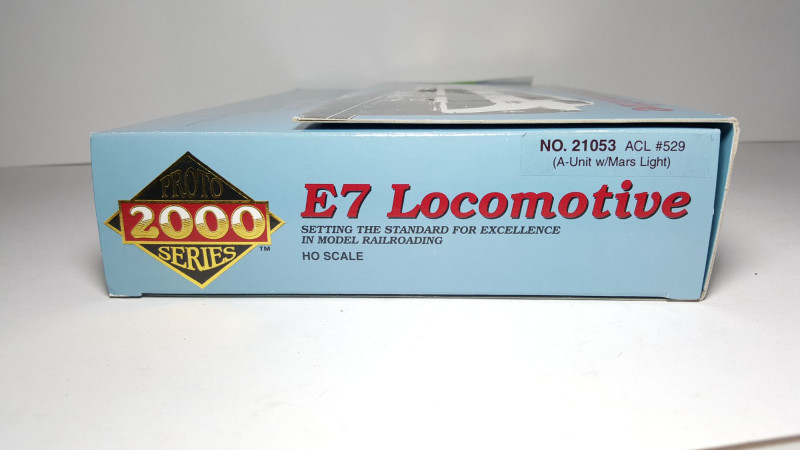 NO. 21053 ACL #529
(A-Unit w/Mars Light)
PROTO
2000
SERIES
™
E7 Locomotive
SETTING THE STANDARD FOR EXCELLENCE
IN MODEL RAILROADING
HO SCALE